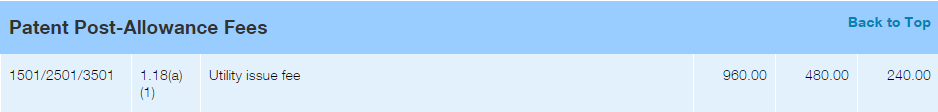 Patent Post-Allowance Fees Back to Top
1501/2501/3501 1.18(a) Utility issue fee 960.00 480.00 240.00
(1)